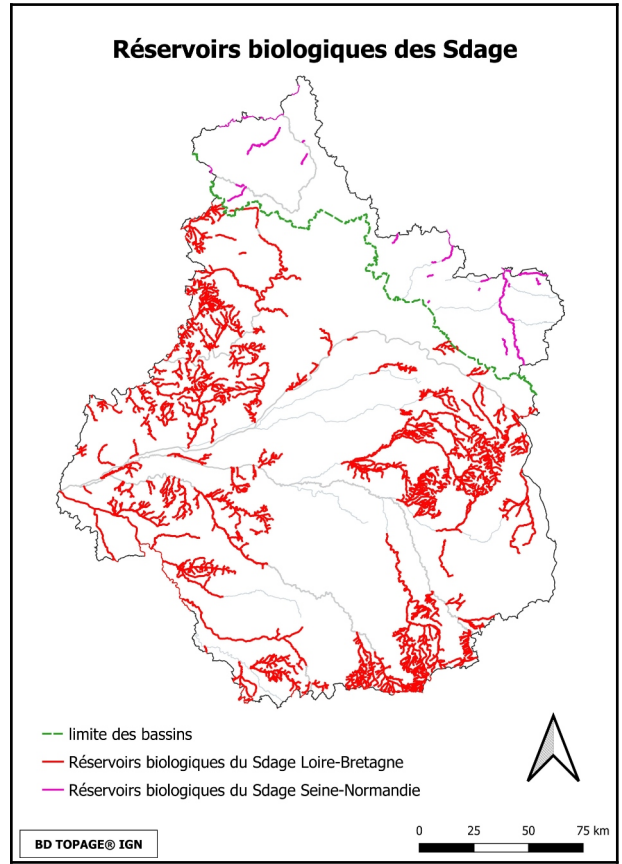 Réservoirs biologiques des Sdage
limite des bassins
Réservoirs biologiques du Sdage Loire-Bretagne
Réservoirs biologiques du Sdage Seine-Normandie
BD TOPAGE® IGN
0 25 50 75 km